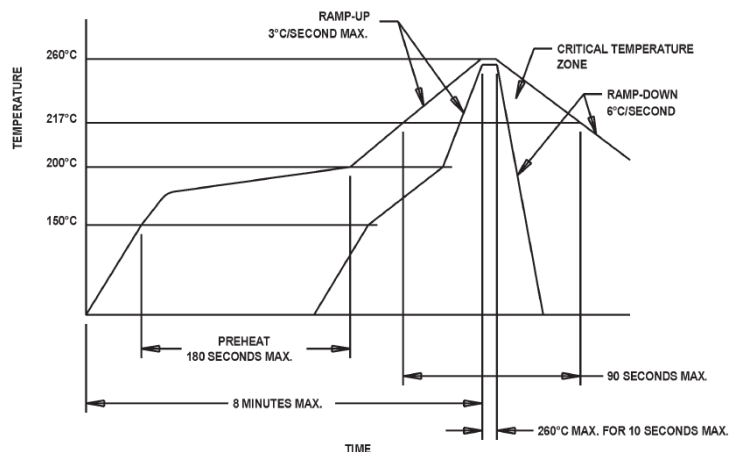 RAMP-UP
3°C/SECOND MAX.
260°C
CRITICAL TEMPERATURE
ZONE
RAMP-DOWN
6°C/SECOND
217°C
TEMPERATURE
200°C
150°C
PREHEAT
180 SECONDS MAX.
90 SECONDS MAX.
8 MINUTES MAX.
260°C MAX. FOR 10 SECONDS MAX.
TIME